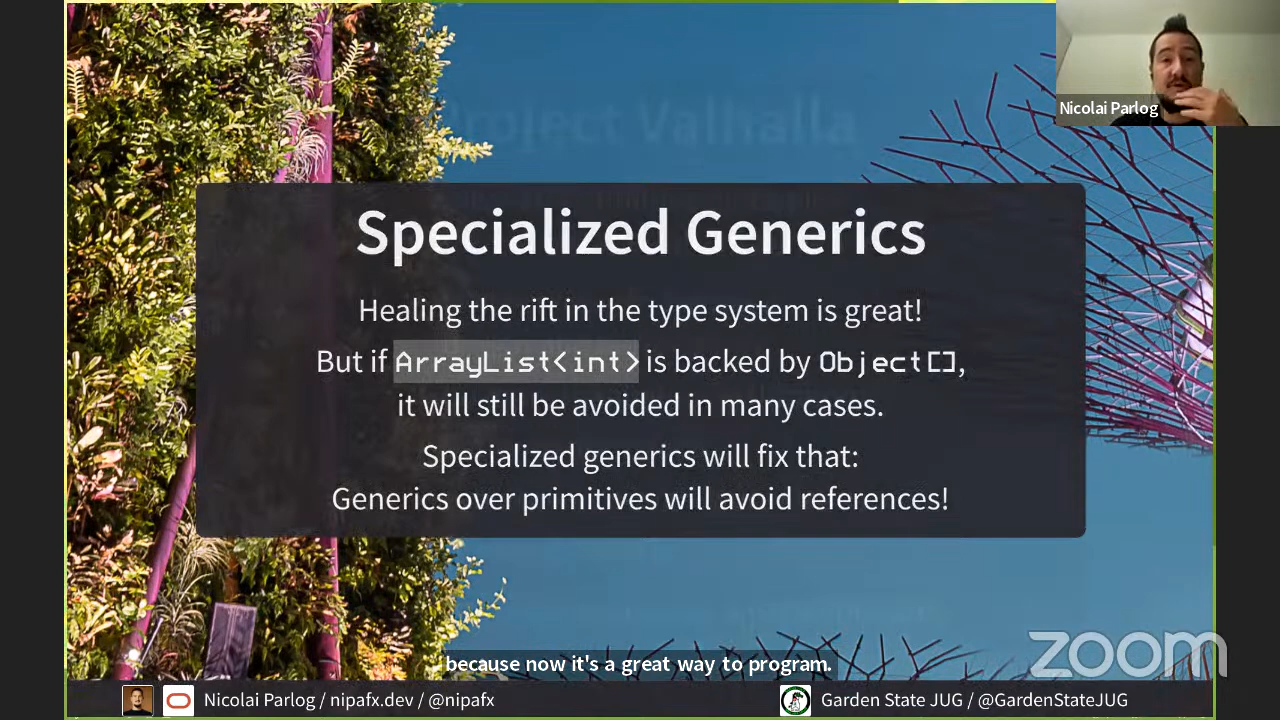 Nicolai Parlog
Project Valhalla
Specialized Generics
Healing the rift in the type system is great!
But if ArrayList<int> is backed by Object[],
it will still be avoided in many cases.
Specialized generics will fix that:
Generics over primitives will avoid references!
zoom
because now it's a great way to program.
Nicolai Parlog / nipafx.dev / @nipafx
Garden State JUG / @GardenStateJUG